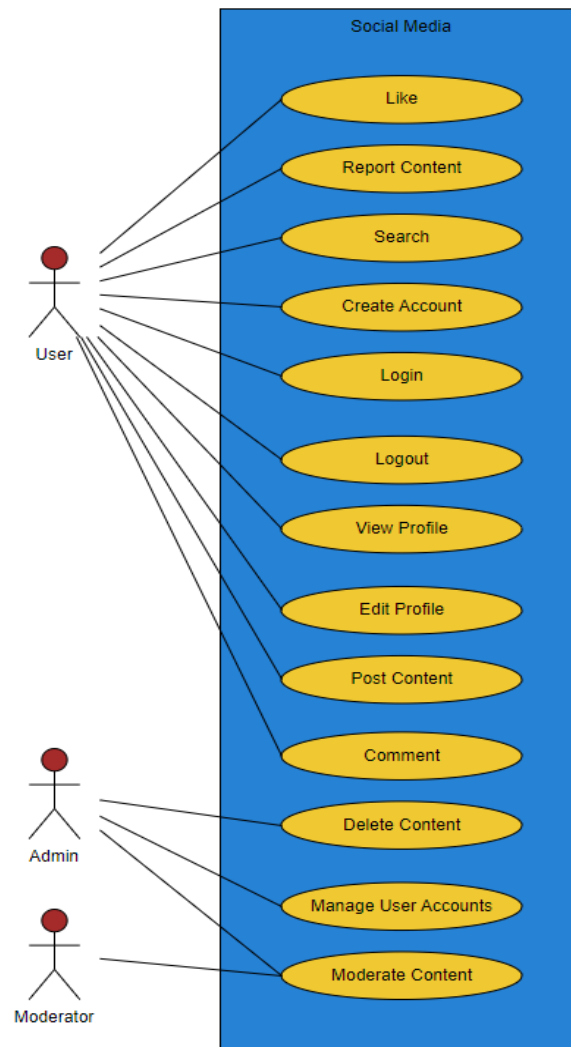 Social Media
Like
Report Content
Search
Create Account
User
Login
Logout
View Profile
Edit Profile
Post Content
Comment
Delete Content
Admin
Manage User Accounts
Moderate Content
Moderator